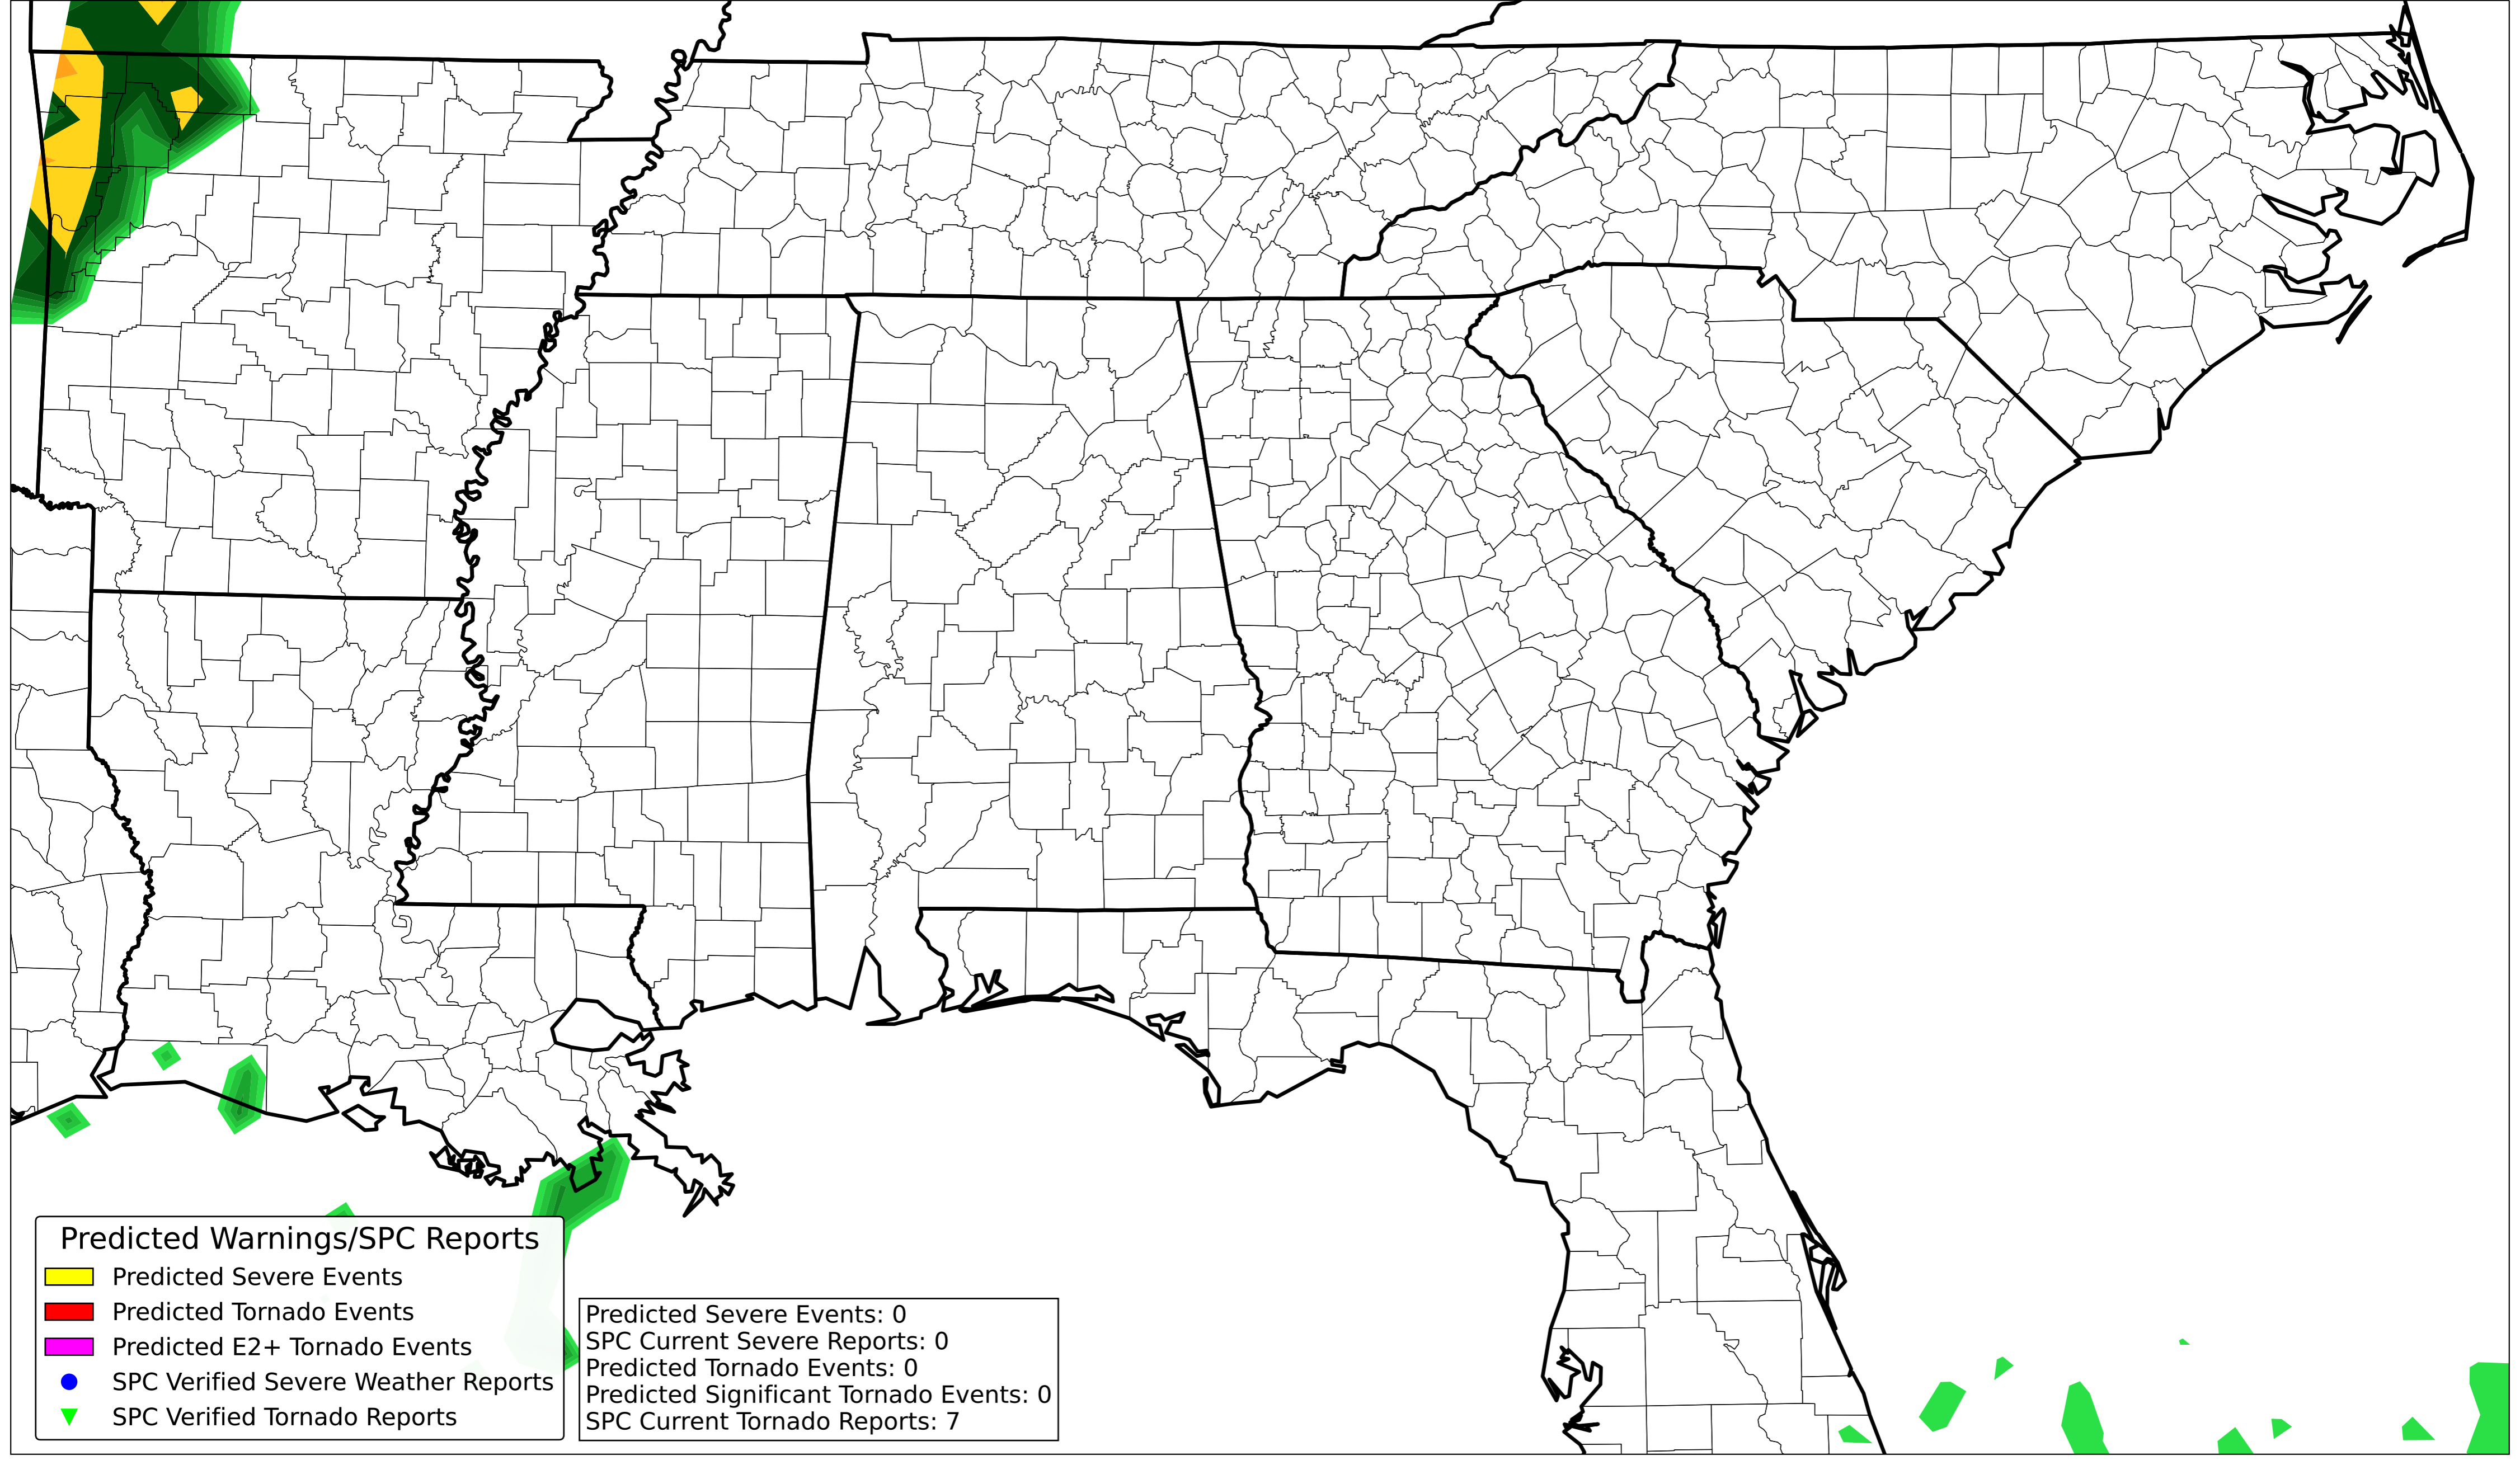 Predicted Warnings/SPC Reports
Predicted Severe Events
Predicted Tornado Events
Predicted E2+ Tornado Events
SPC Verified Severe Weather Reports
SPC Verified Tornado Reports
Predicted Severe Events: 0
SPC Current Severe Reports: 0
Predicted Tornado Events: 0
Predicted Significant Tornado Events: 0
SPC Current Tornado Reports: 7